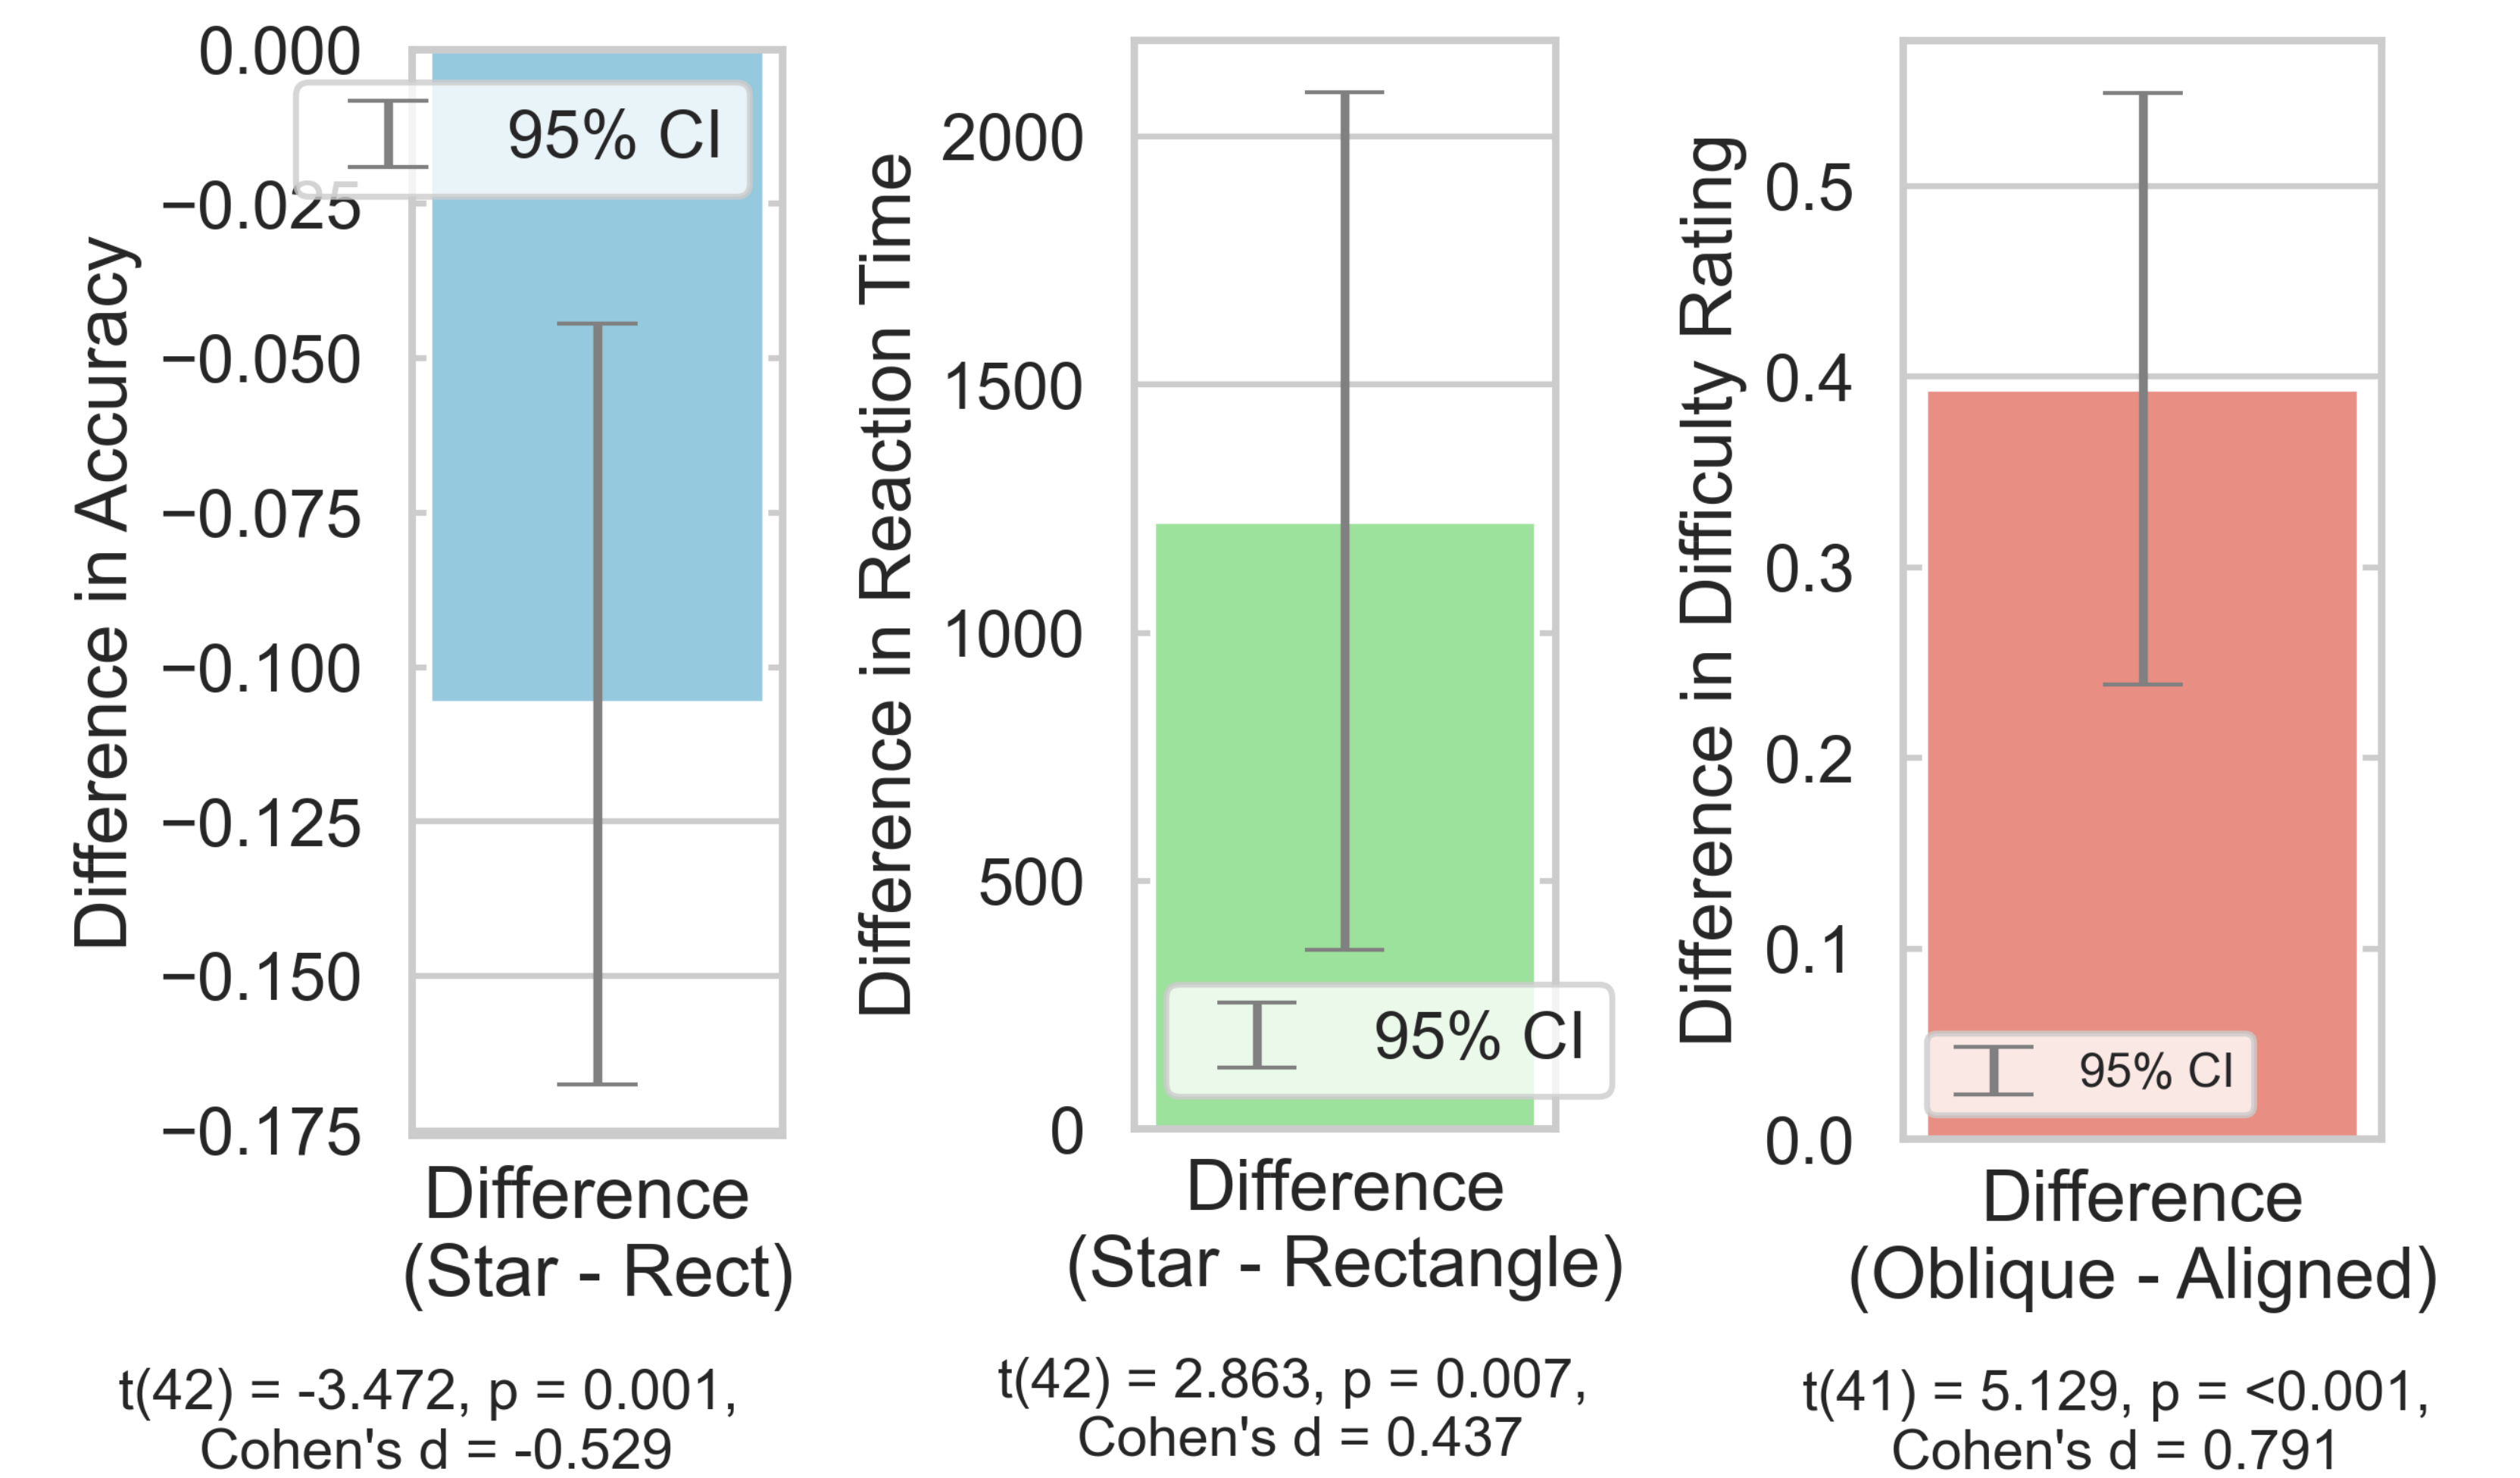 Difference in Accuracy
0.000
−0.025
−0.050
−0.075
−0.100
−0.125
−0.150
−0.175
95% CI
Difference
(Star - Rect)
t(42) = -3.472, p = 0.001,
Cohen's d = -0.529
Difference in Reaction Time
2000
1500
1000
500
0
95% CI
Difference
(Star - Rectangle)
t(42) = 2.863, p = 0.007,
Cohen's d = 0.437
Difference in Difficulty Rating
0.5
0.4
0.3
0.2
0.1
0.0
95% CI
Difference
(Oblique - Aligned)
t(41) = 5.129, p = <0.001,
Cohen's d = 0.791